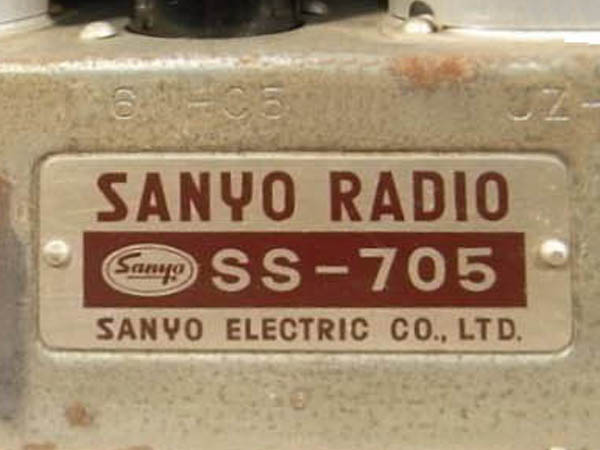 SANYO RADIO
Sanyo SS-705
SANYO ELECTRIC CO., LTD.